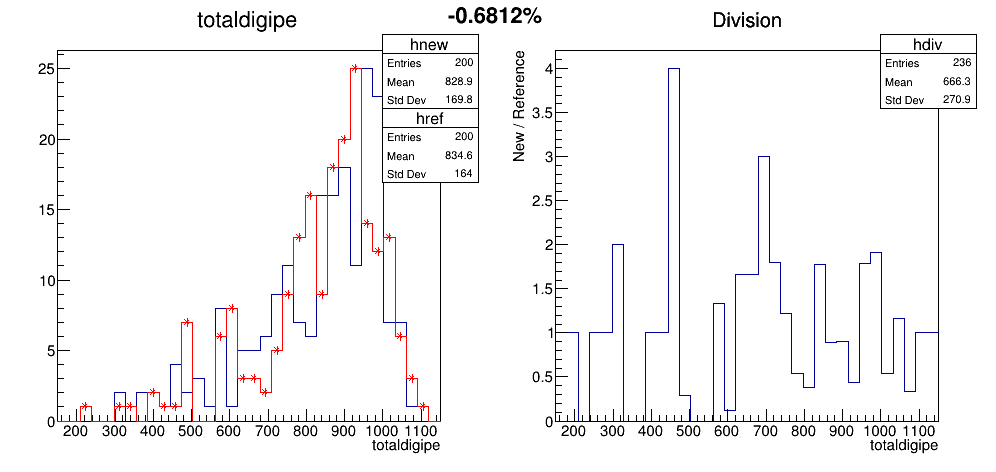 -0.6812%
totaldigipe
hnew
Entries 200
Mean 828.9
Std Dev 169.8
href
Entries 200
Mean 834.6
Std Dev 164
25
20
15
10
5
0
200 300 400 500 600 700 800 900 1000 1100
totaldigipe
Division
hdiv
Entries 236
Mean 666.3
Std Dev 270.9
New / Reference
4
3.5
3
2.5
2
1.5
1
0.5
0
200 300 400 500 600 700 800 900 1000 1100
totaldigipe